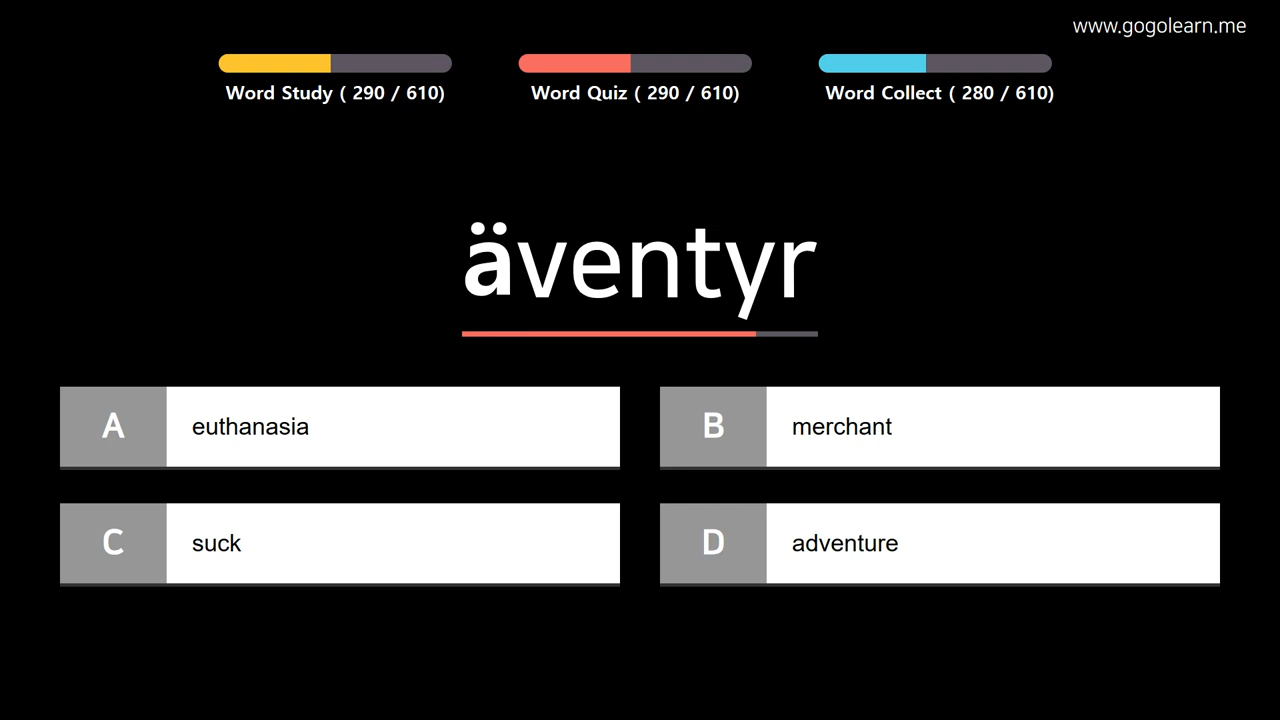 www.gogolearn.me
Word Study ( 290 / 610)
Word Quiz ( 290 / 610)
Word Collect ( 280 / 610)
äventyr
A euthanasia
B merchant
C suck
D adventure